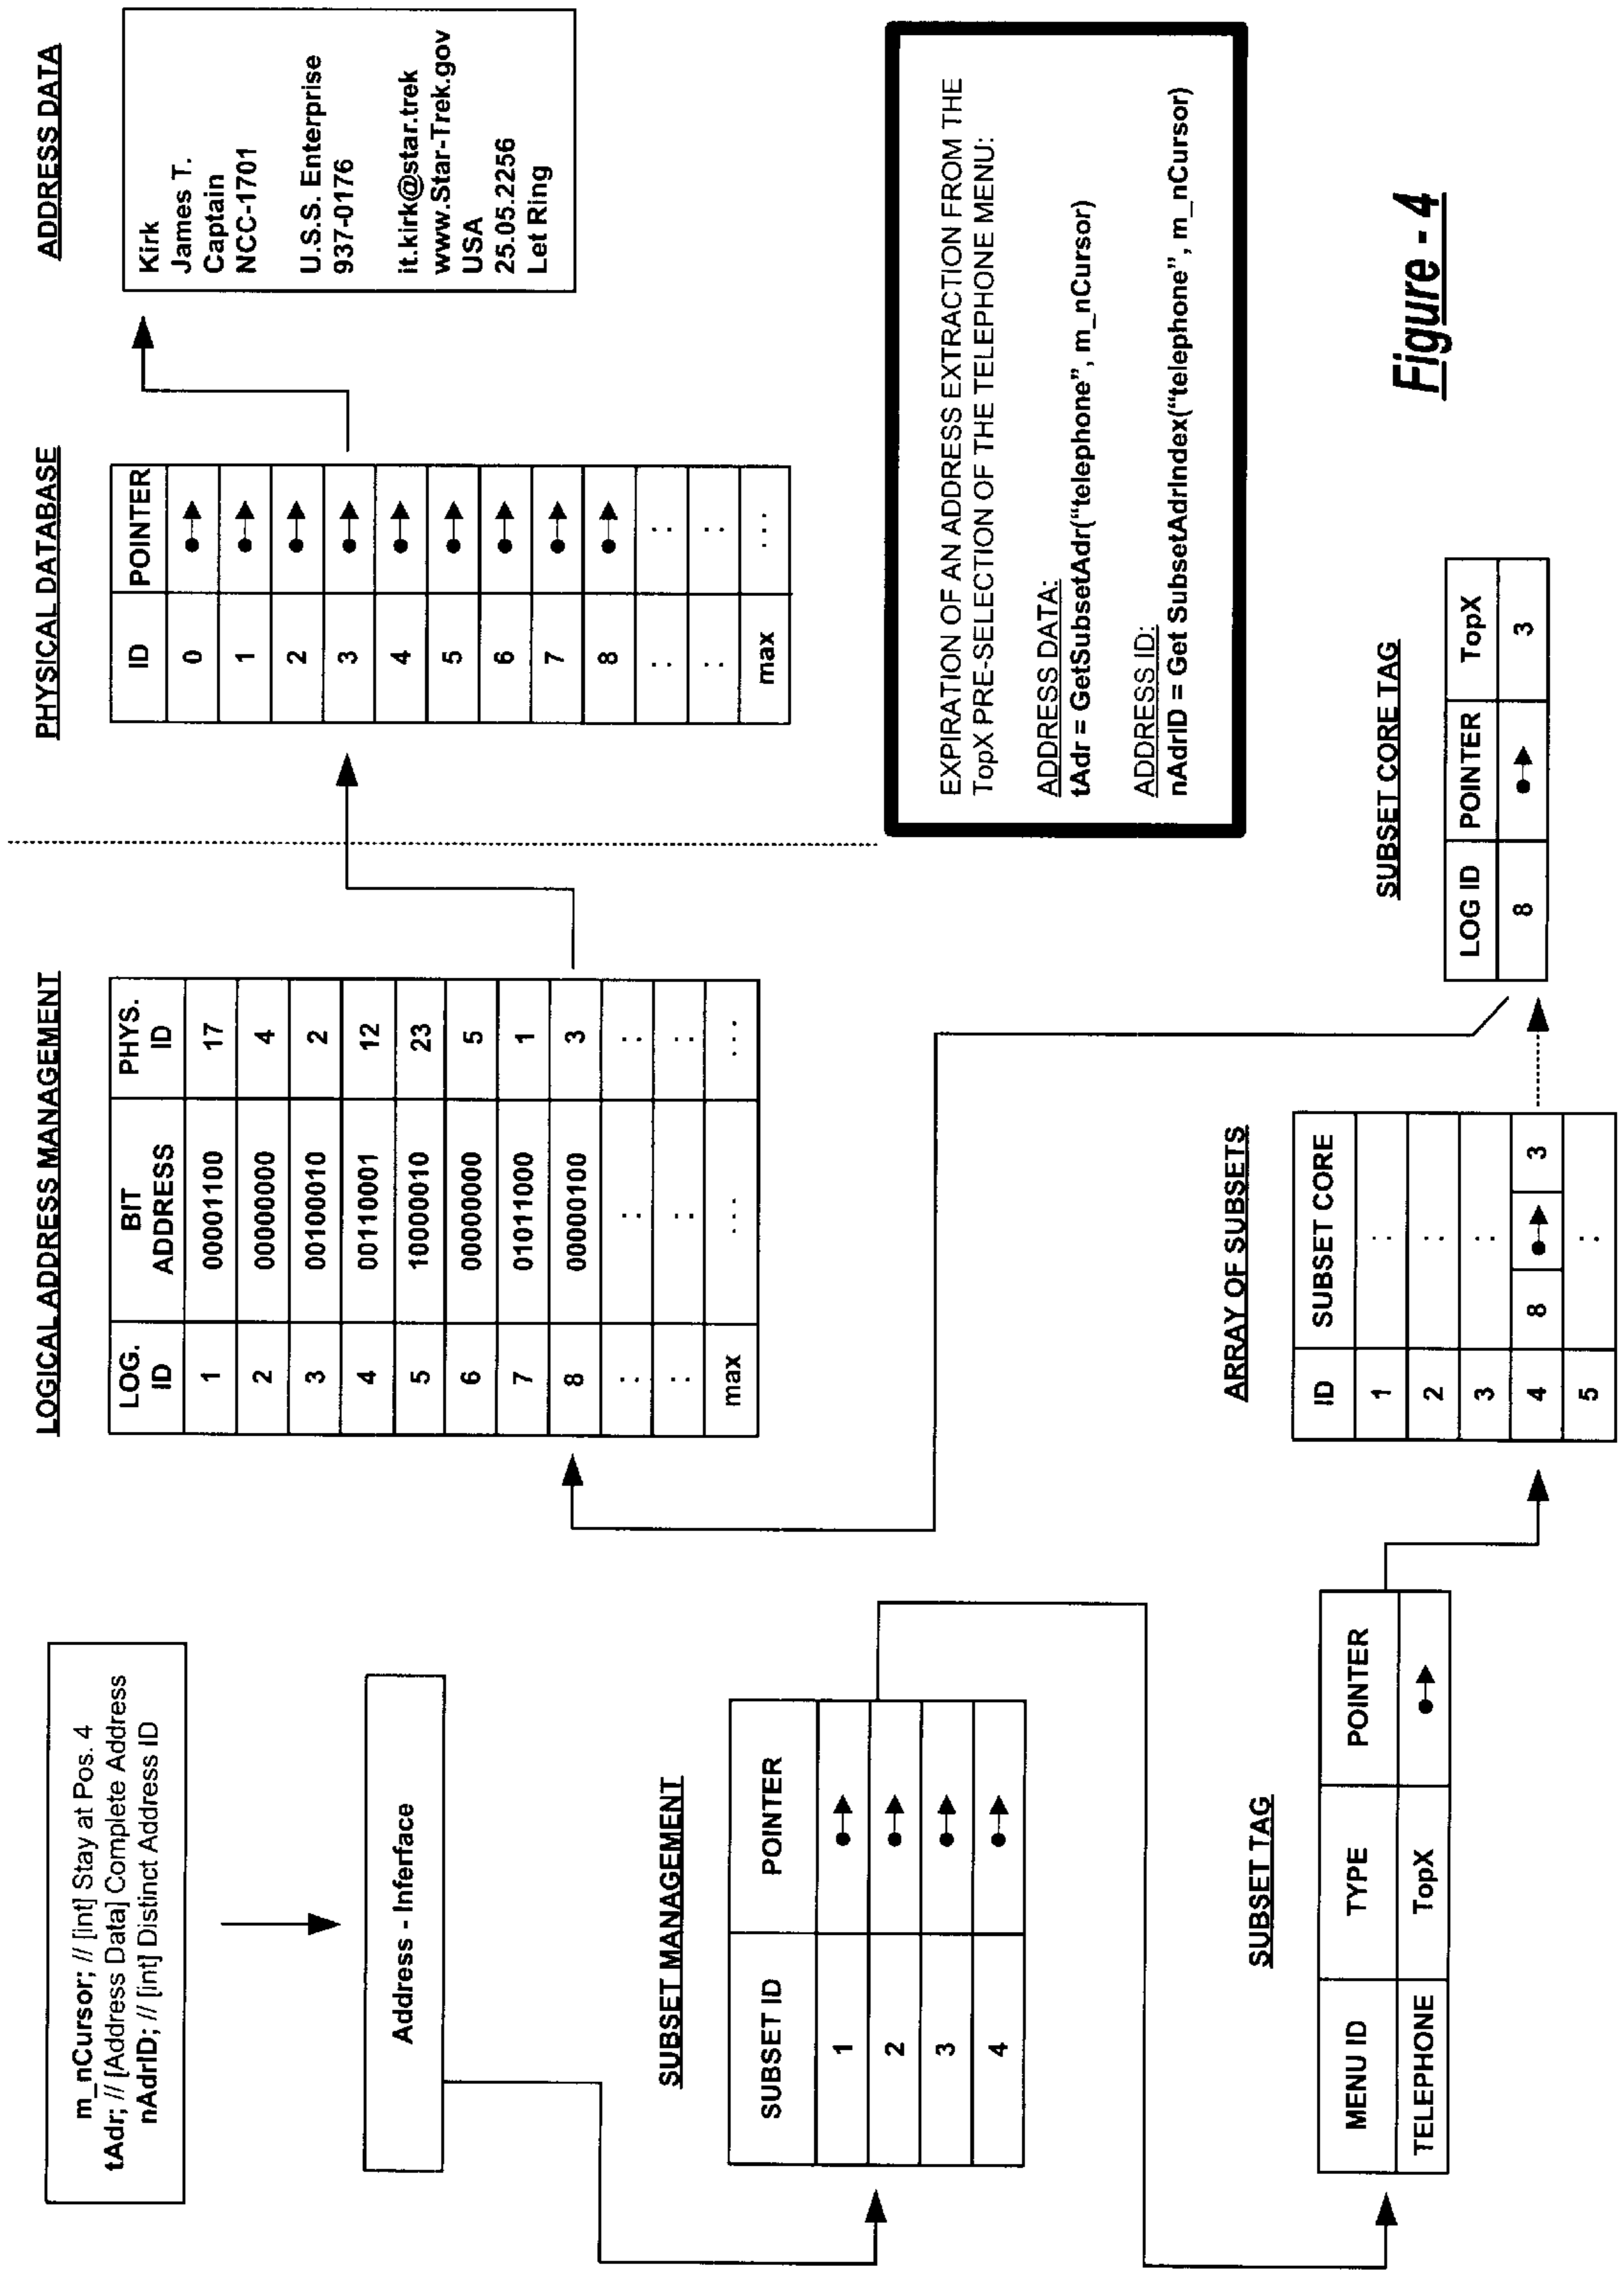 m_nCursor; // [int] Stay at Pos. 4
tAdr; // [Address Data] Complete Address
nAdrID; // [int] Distinct Address ID
Address - Inferface
SUBSET MANAGEMENT
SUBSET ID POINTER
1
2
3
4
SUBSET TAG
MENU ID TYPE POINTER
TELEPHONE TopX
LOGICAL ADDRESS MANAGEMENT
LOG. ID BIT ADDRESS PHYS. ID
1 00001100 17
2 00000000 4
3 00100010 2
4 00110001 12
5 10000010 23
6 00000000 5
7 01011000 1
8 00000100 3
: : :
: : :
max ... ...
ARRAY OF SUBSETS
ID SUBSET CORE
1 :
2 :
3 :
4 8 3
5 :
SUBSET CORE TAG
LOG ID POINTER TopX
8 3
PHYSICAL DATABASE
ID POINTER
0
1
2
3
4
5
6
7
8
: :
: :
max ...
ADDRESS DATA
Kirk
James T.
Captain
NCC-1701
U.S.S. Enterprise
937-0176
it.kirk@star.trek
www.Star-Trek.gov
USA
25.05.2256
Let Ring
EXPIRATION OF AN ADDRESS EXTRACTION FROM THE
TopX PRE-SELECTION OF THE TELEPHONE MENU:
ADDRESS DATA:
tAdr = GetSubsetAdr("telephone", m_nCursor)
ADDRESS ID:
nAdrID = Get SubsetAdrIndex("telephone", m_nCursor)
Figure - 4